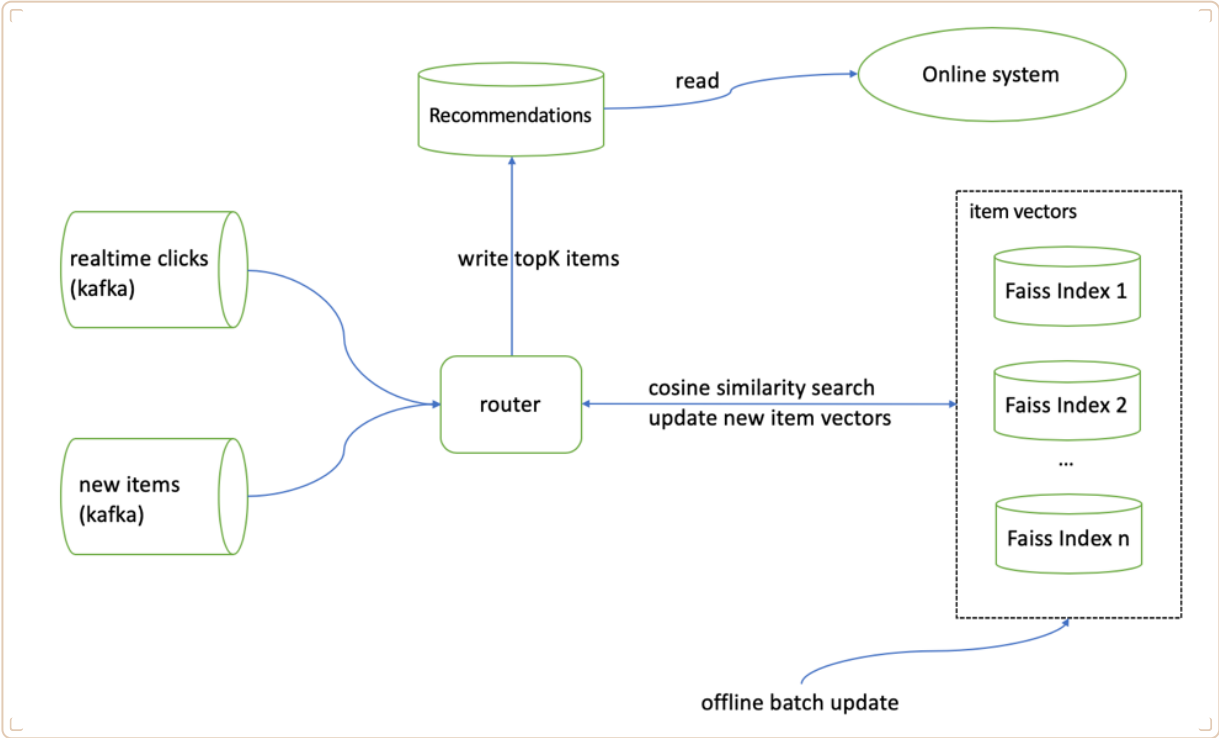 read
Online system
Recommendations
item vectors
realtime clicks
(kafka)
write topK items
Faiss Index 1
cosine similarity search
router
Faiss Index 2
update new item vectors
...
new items
(kafka)
Faiss Index n
offline batch update